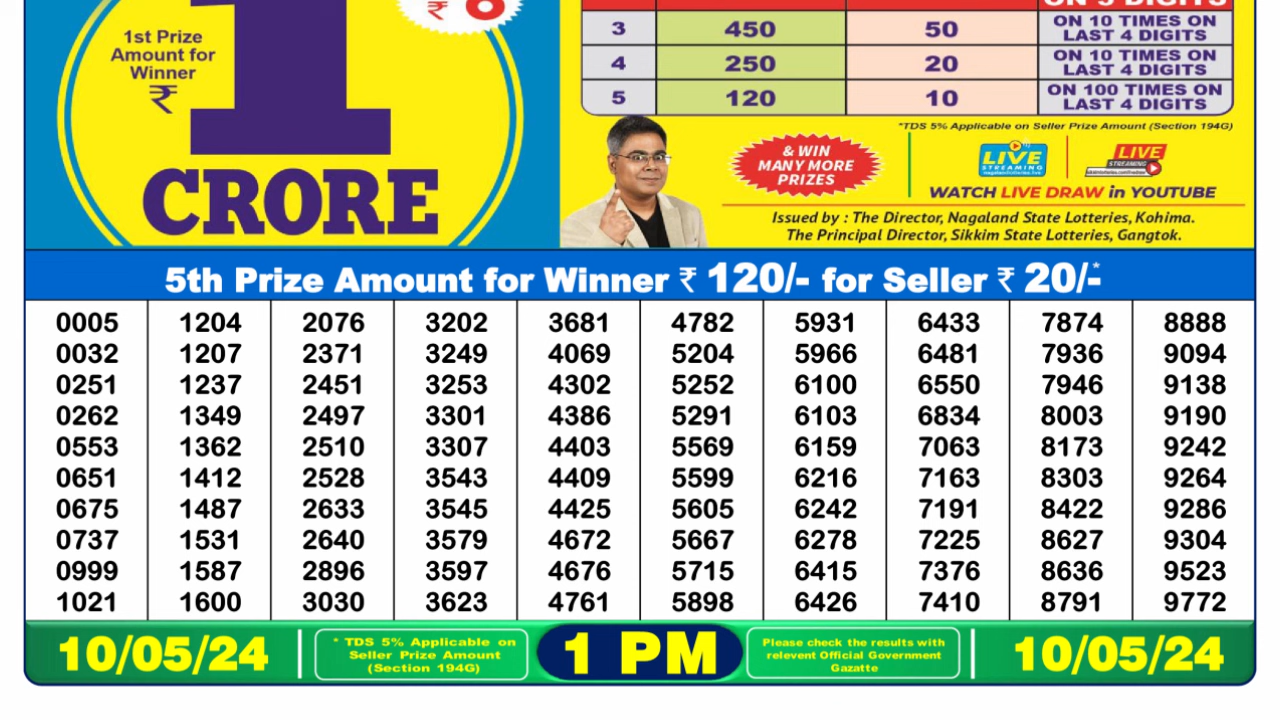 ₹ 6
1st Prize
Amount for
Winner
₹
1
CRORE
ON 5 DIGITS
3 450 50 ON 10 TIMES ON LAST 4 DIGITS
4 250 20 ON 10 TIMES ON LAST 4 DIGITS
5 120 10 ON 100 TIMES ON LAST 4 DIGITS
*TDS 5% Applicable on Seller Prize Amount (Section 194G)
& WIN
MANY MORE
PRIZES
LIVE
STREAMING
LIVE
STREAMING
WATCH LIVE DRAW in YOUTUBE
Issued by : The Director, Nagaland State Lotteries, Kohima.
The Principal Director, Sikkim State Lotteries, Gangtok.
5th Prize Amount for Winner ₹ 120/- for Seller ₹ 20/-*
0005 1204 2076 3202 3681 4782 5931 6433 7874 8888
0032 1207 2371 3249 4069 5204 5966 6481 7936 9094
0251 1237 2451 3253 4302 5252 6100 6550 7946 9138
0262 1349 2497 3301 4386 5291 6103 6834 8003 9190
0553 1362 2510 3307 4403 5569 6159 7063 8173 9242
0651 1412 2528 3543 4409 5599 6216 7163 8303 9264
0675 1487 2633 3545 4425 5605 6242 7191 8422 9286
0737 1531 2640 3579 4672 5667 6278 7225 8627 9304
0999 1587 2896 3597 4676 5715 6415 7376 8636 9523
1021 1600 3030 3623 4761 5898 6426 7410 8791 9772
10/05/24
* TDS 5% Applicable on
Seller Prize Amount
(Section 194G)
1 PM
Please check the results with
relevent Official Government
Gazatte
10/05/24